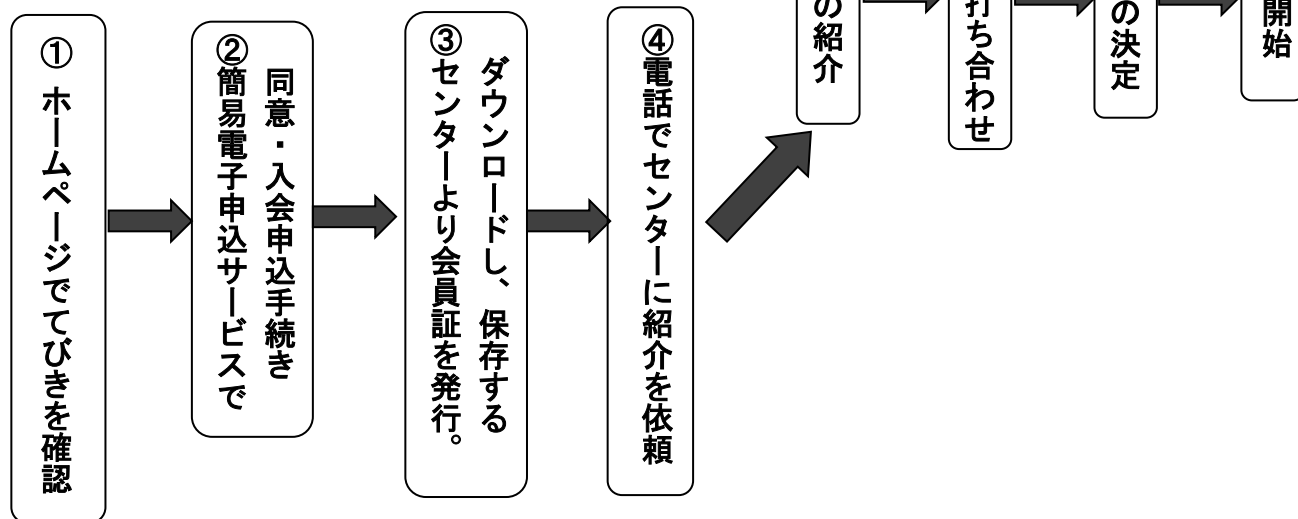 ① ホームページでてびきを確認
②簡易電子申込サービスで
同意・入会申込手続き
③センターより会員証を発行。
ダウンロードし、保存する
④電話でセンターに紹介を依頼
の紹介
打ち合わせ
の決定
開始